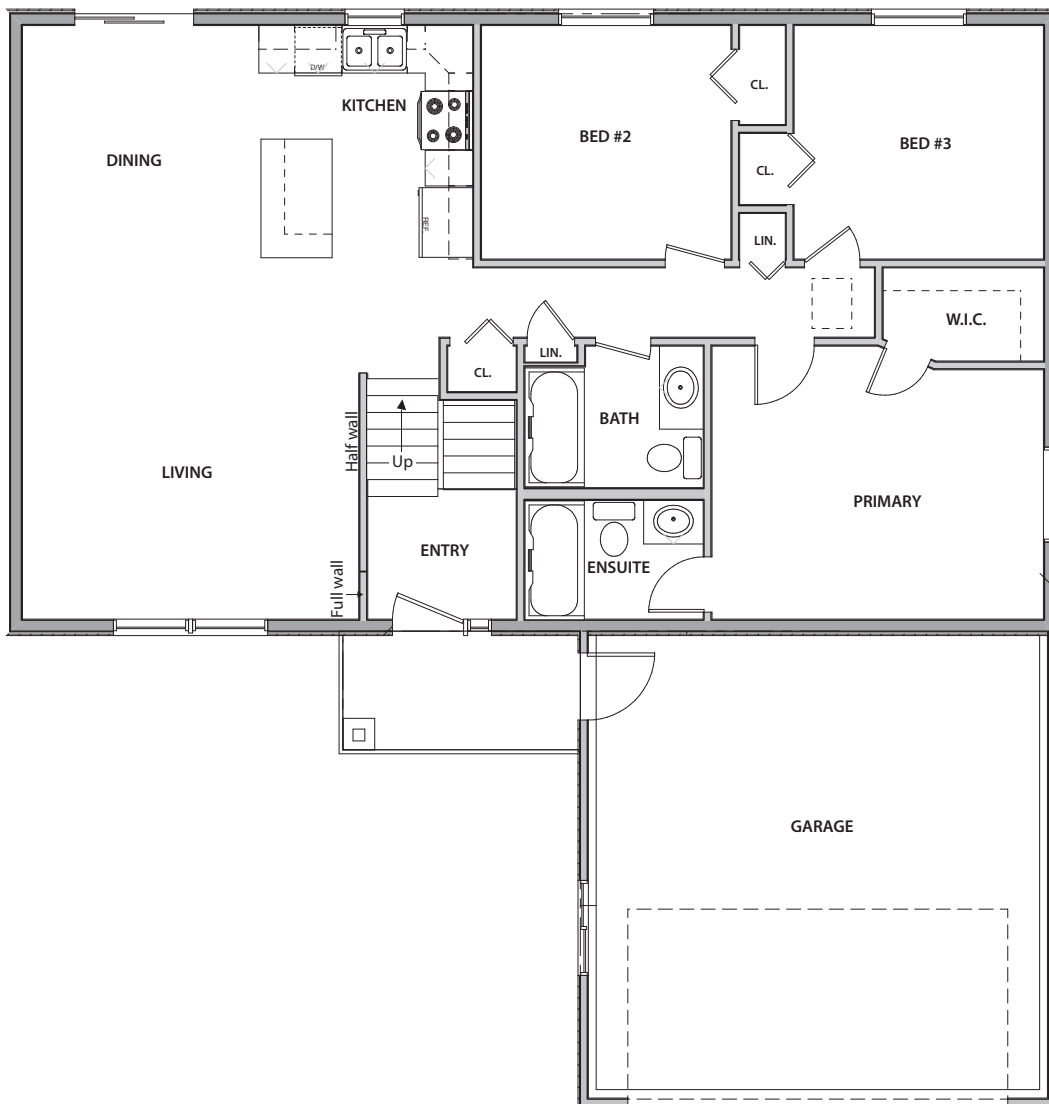 D/W
CL.
KITCHEN
BED #2
BED #3
DINING
CL.
REF.
LIN.
W.I.C.
LIN.
CL.
BATH
Half wall
Up
LIVING
PRIMARY
ENTRY
ENSUITE
Full wall
GARAGE